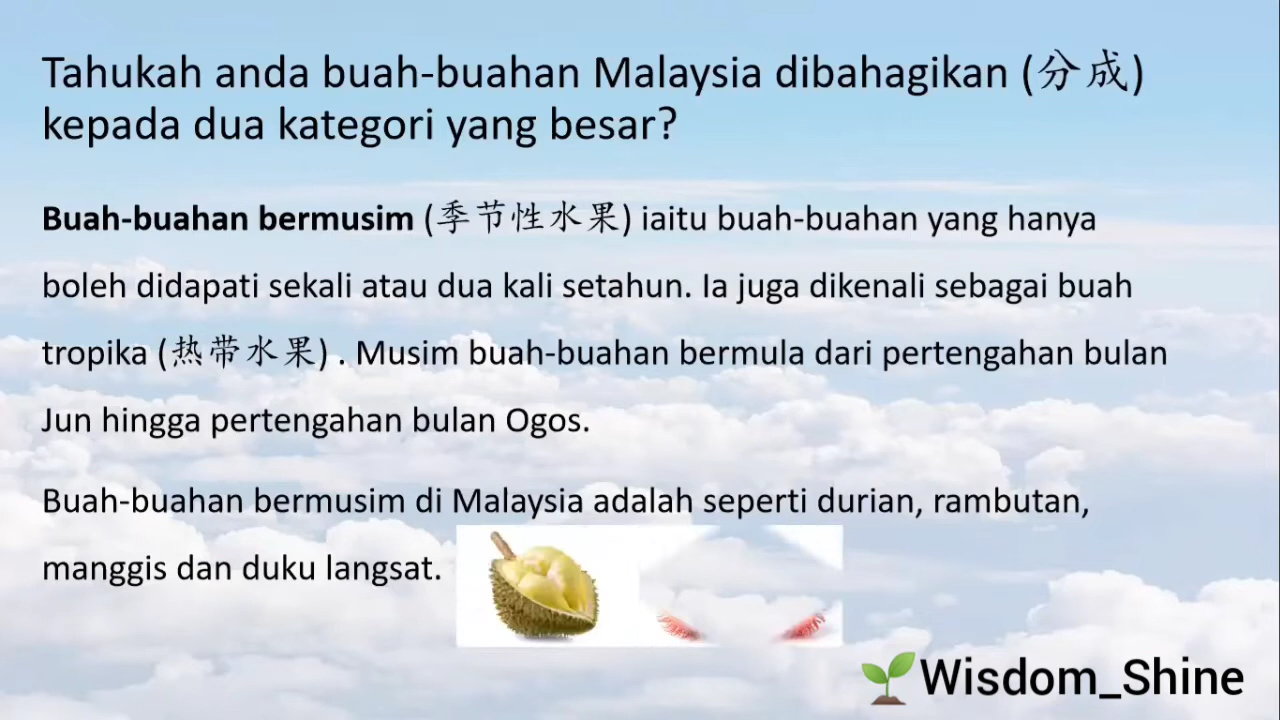 Tahukah anda buah-buahan Malaysia dibahagikan (分成)
kepada dua kategori yang besar?
Buah-buahan bermusim (季节性水果) iaitu buah-buahan yang hanya
boleh didapati sekali atau dua kali setahun. Ia juga dikenali sebagai buah
tropika (热带水果) . Musim buah-buahan bermula dari pertengahan bulan
Jun hingga pertengahan bulan Ogos.
Buah-buahan bermusim di Malaysia adalah seperti durian, rambutan,
manggis dan duku langsat.
Wisdom_Shine